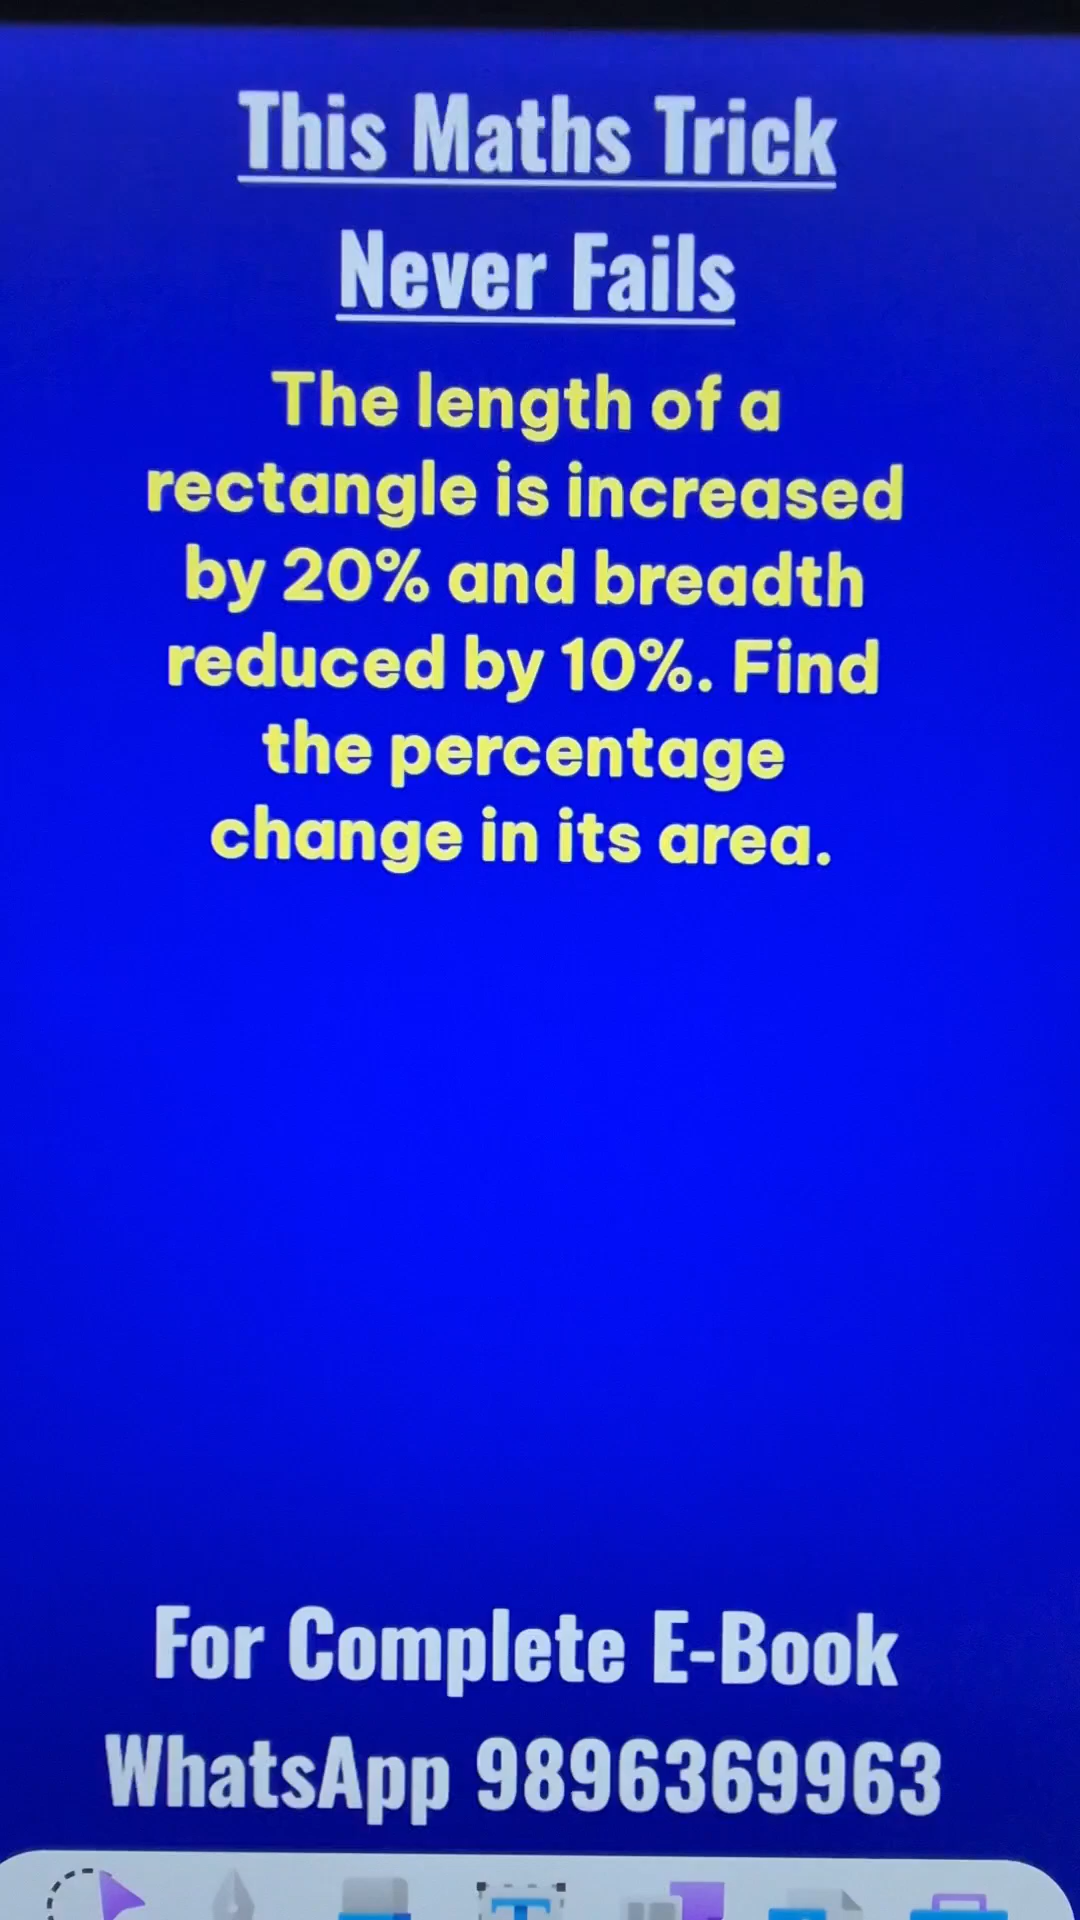 This Maths Trick
Never Fails
The length of a
rectangle is increased
by 20% and breadth
reduced by 10%. Find
the percentage
change in its area.
For Complete E-Book
WhatsApp 9896369963